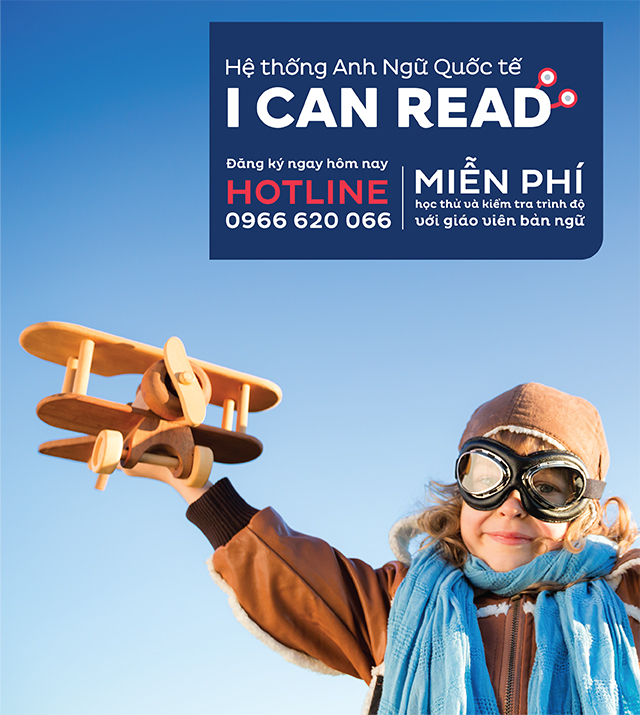 Hệ thống Anh Ngữ Quốc tế
I CAN READ
Đăng ký ngay hôm nay
HOTLINE
0966 620 066
MIỄN PHÍ
học thử và kiểm tra trình độ
với giáo viên bản ngữ